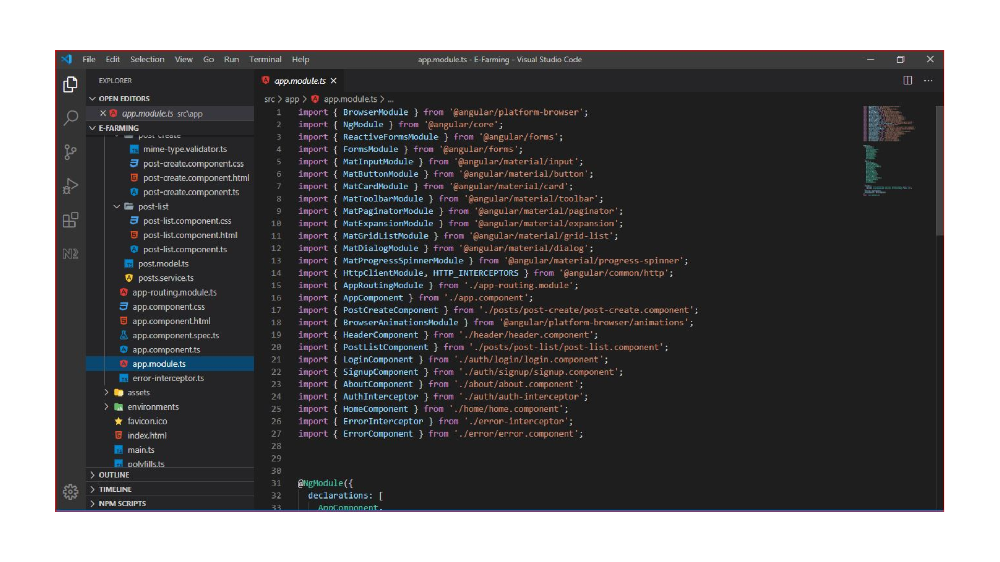 File Edit Selection View Go Run Terminal Help
app.module.ts - E-Farming - Visual Studio Code
EXPLORER
OPEN EDITORS
app.module.ts src\app
E-FARMING
post-create
mime-type.validator.ts
post-create.component.css
post-create.component.html
post-create.component.ts
post-list
post-list.component.css
post-list.component.html
post-list.component.ts
post.model.ts
posts.service.ts
app-routing.module.ts
app.component.css
app.component.html
app.component.spec.ts
app.component.ts
app.module.ts
error-interceptor.ts
assets
environments
favicon.ico
index.html
main.ts
polyfills.ts
OUTLINE
TIMELINE
NPM SCRIPTS
app.module.ts
src > app > app.module.ts > ...
1 import { BrowserModule } from '@angular/platform-browser';
2 import { NgModule } from '@angular/core';
3 import { ReactiveFormsModule } from '@angular/forms';
4 import { FormsModule } from '@angular/forms';
5 import { MatInputModule } from '@angular/material/input';
6 import { MatButtonModule } from '@angular/material/button';
7 import { MatCardModule } from '@angular/material/card';
8 import { MatToolbarModule } from '@angular/material/toolbar';
9 import { MatPaginatorModule } from '@angular/material/paginator';
10 import { MatExpansionModule } from '@angular/material/expansion';
11 import { MatGridListModule } from '@angular/material/grid-list';
12 import { MatDialogModule } from '@angular/material/dialog';
13 import { MatProgressSpinnerModule } from '@angular/material/progress-spinner';
14 import { HttpClientModule, HTTP_INTERCEPTORS } from '@angular/common/http';
15 import { AppRoutingModule } from './app-routing.module';
16 import { AppComponent } from './app.component';
17 import { PostCreateComponent } from './posts/post-create/post-create.component';
18 import { BrowserAnimationsModule } from '@angular/platform-browser/animations';
19 import { HeaderComponent } from './header/header.component';
20 import { PostListComponent } from './posts/post-list/post-list.component';
21 import { LoginComponent } from './auth/login/login.component';
22 import { SignupComponent } from './auth/signup/signup.component';
23 import { AboutComponent } from './about/about.component';
24 import { AuthInterceptor } from './auth/auth-interceptor';
25 import { HomeComponent } from './home/home.component';
26 import { ErrorInterceptor } from './error-interceptor';
27 import { ErrorComponent } from './error/error.component';
28
29
30
31 @NgModule({
32 declarations: [
33 AppComponent,